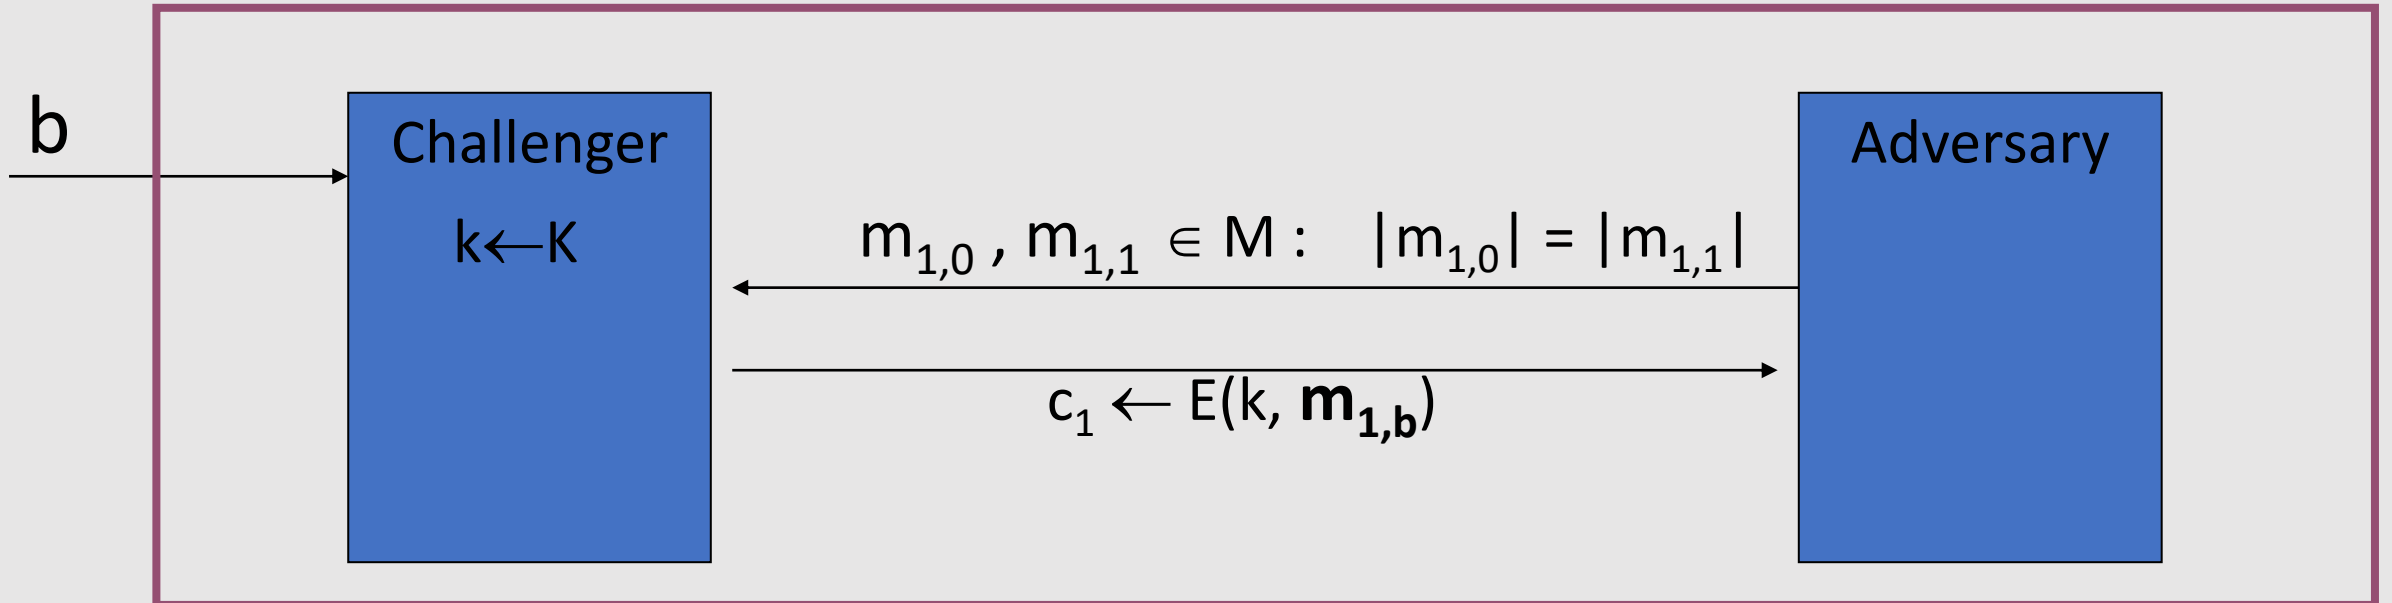 b
Challenger
k←K
Adversary
m1,0 , m1,1 ∈ M : |m1,0| = |m1,1|
c1 ← E(k, m1,b)